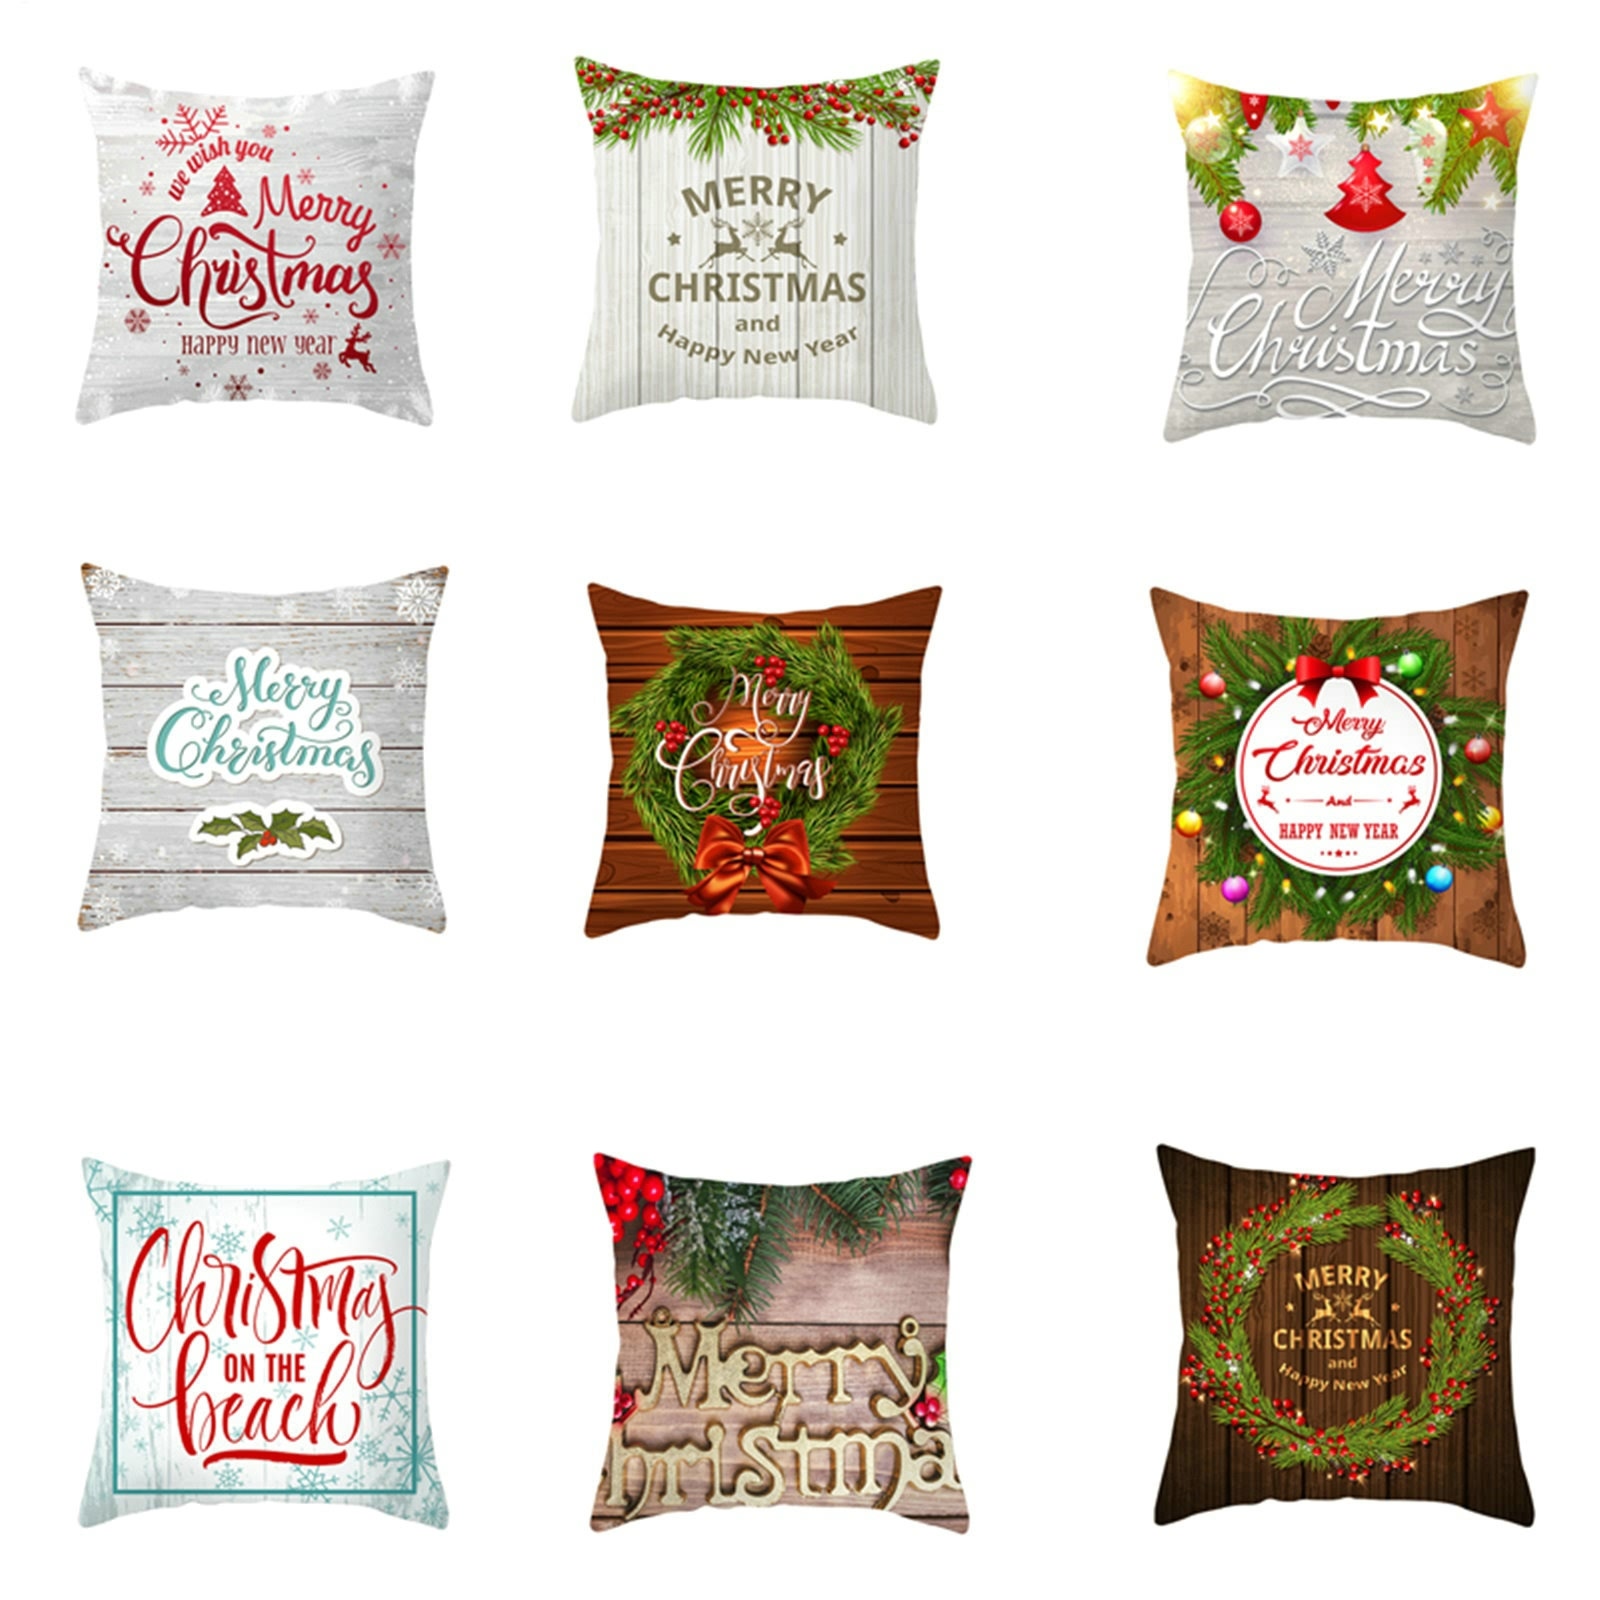 we wish you
Merry
Christmas
Happy new year
MERRY
CHRISTMAS
and
Happy New Year
Merry
Christmas
Merry
Christmas
Merry
Christmas
Merry
Christmas
And
HAPPY NEW YEAR
Christmas
ON THE
beach
Merry
hristma
MERRY
CHRISTMAS
and
Happy New Year